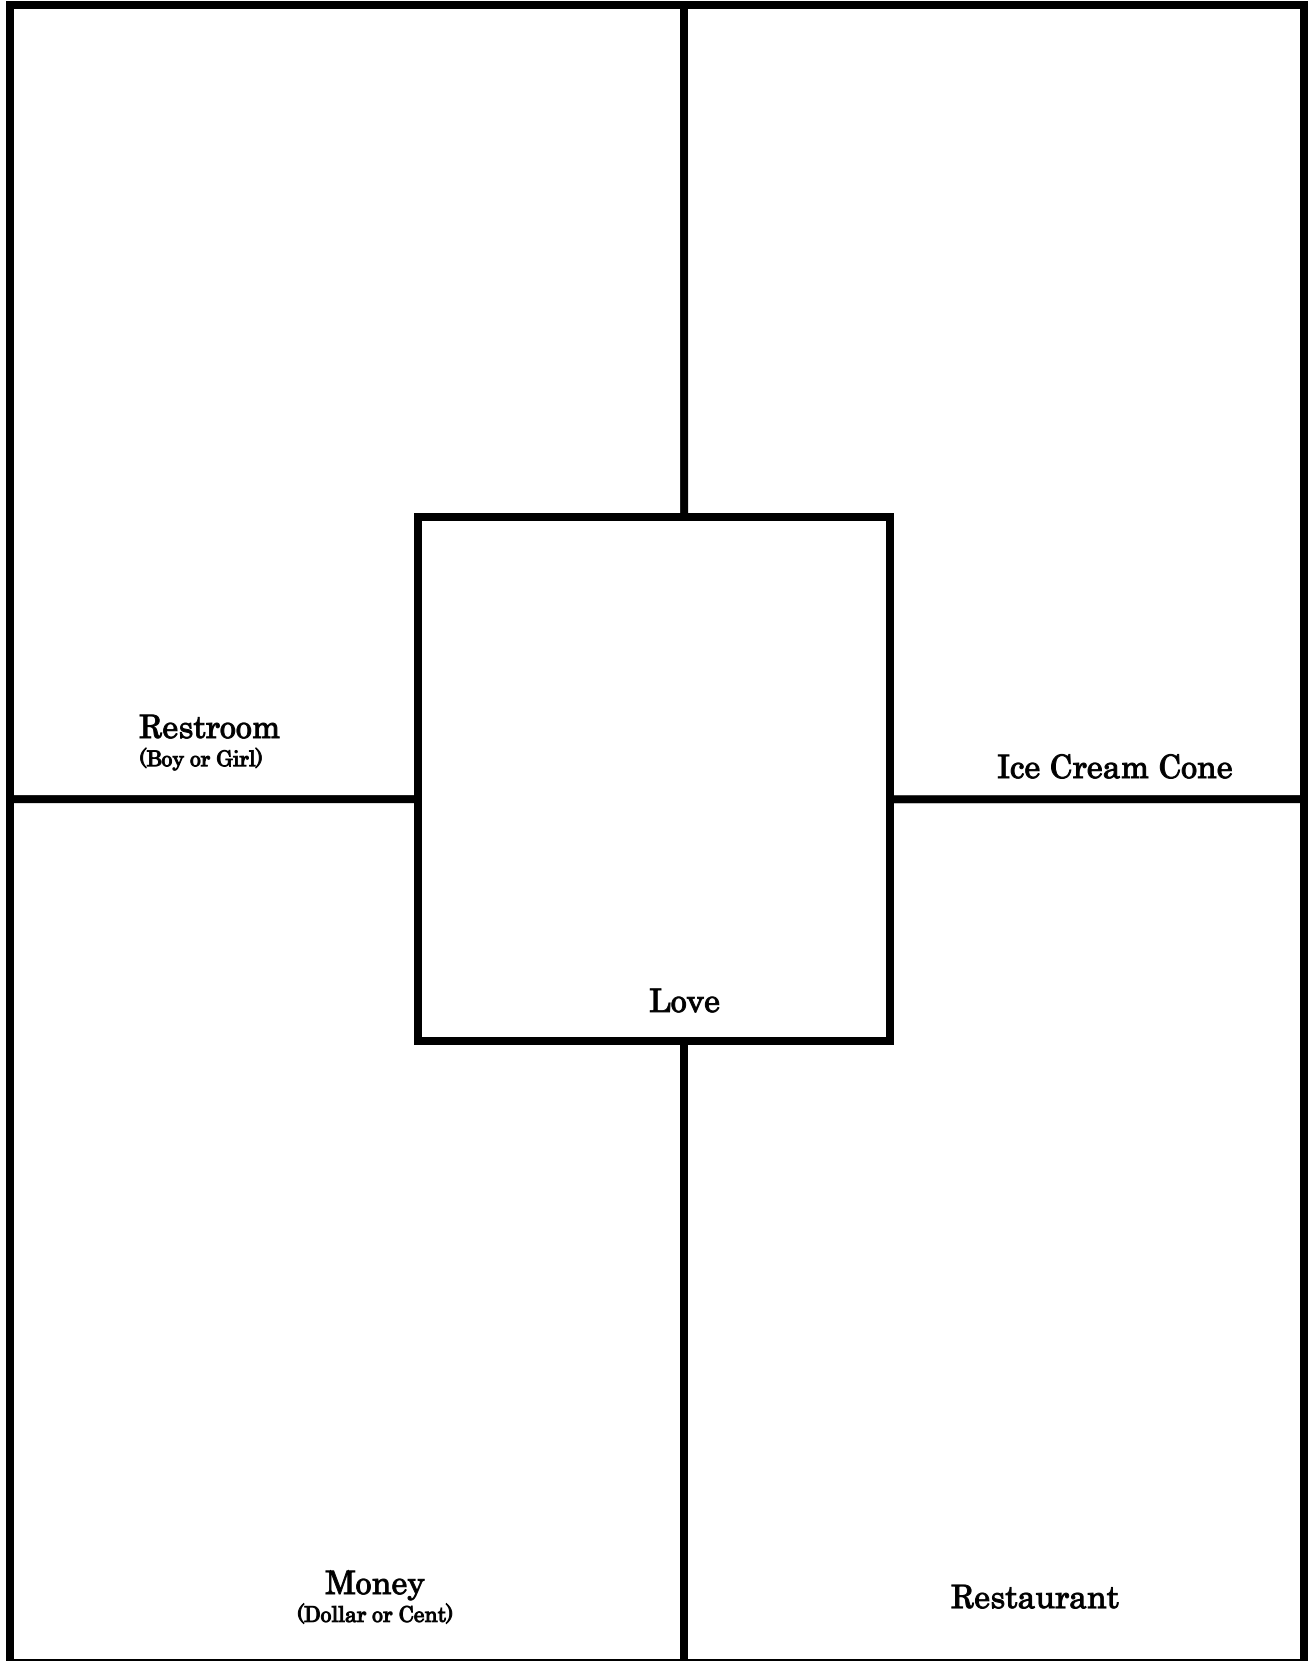 Restroom
(Boy or Girl)
Ice Cream Cone
Love
Money
(Dollar or Cent)
Restaurant